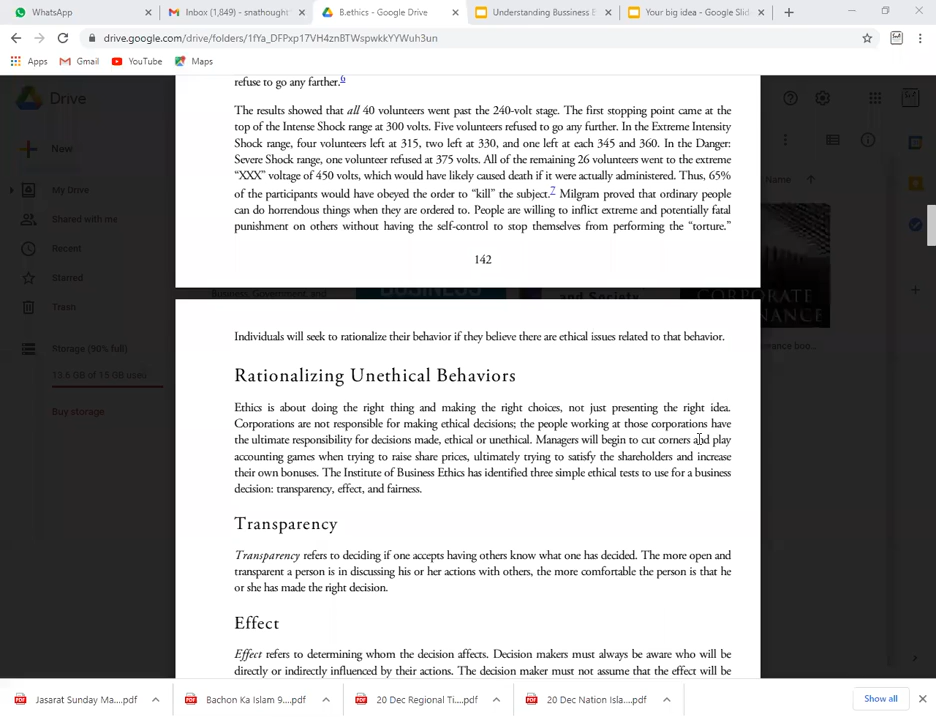 WhatsApp
Inbox (1,849) - snathought
B.ethics - Google Drive
Understanding Bussiness E
Your big idea - Google Slid
drive.google.com/drive/folders/1fYa_DFPxp17VH4znBTWspwkkYYWuh3un
Apps
Gmail
YouTube
Maps
Drive
New
My Drive
Shared with me
Recent
Starred
Trash
Storage (90% full)
13.6 GB of 15 GB used
Buy storage
Name
refuse to go any farther.6
The results showed that all 40 volunteers went past the 240-volt stage. The first stopping point came at the
top of the Intense Shock range at 300 volts. Five volunteers refused to go any further. In the Extreme Intensity
Shock range, four volunteers left at 315, two left at 330, and one left at each 345 and 360. In the Danger:
Severe Shock range, one volunteer refused at 375 volts. All of the remaining 26 volunteers went to the extreme
“XXX” voltage of 450 volts, which would have likely caused death if it were actually administered. Thus, 65%
of the participants would have obeyed the order to “kill” the subject.7 Milgram proved that ordinary people
can do horrendous things when they are ordered to. People are willing to inflict extreme and potentially fatal
punishment on others without having the self-control to stop themselves from performing the “torture.”
142
Business, Government, and
BUSINESS
and Society
CORPORATE
NANCE
ance boo...
Individuals will seek to rationalize their behavior if they believe there are ethical issues related to that behavior.
Rationalizing Unethical Behaviors
Ethics is about doing the right thing and making the right choices, not just presenting the right idea.
Corporations are not responsible for making ethical decisions; the people working at those corporations have
the ultimate responsibility for decisions made, ethical or unethical. Managers will begin to cut corners and play
accounting games when trying to raise share prices, ultimately trying to satisfy the shareholders and increase
their own bonuses. The Institute of Business Ethics has identified three simple ethical tests to use for a business
decision: transparency, effect, and fairness.
Transparency
Transparency refers to deciding if one accepts having others know what one has decided. The more open and
transparent a person is in discussing his or her actions with others, the more comfortable the person is that he
or she has made the right decision.
Effect
Effect refers to determining whom the decision affects. Decision makers must always be aware who will be
directly or indirectly influenced by their actions. The decision maker must not assume that the effect will be
Jasarat Sunday Ma....pdf
Bachon Ka Islam 9....pdf
20 Dec Regional Ti....pdf
20 Dec Nation Isla....pdf
Show all